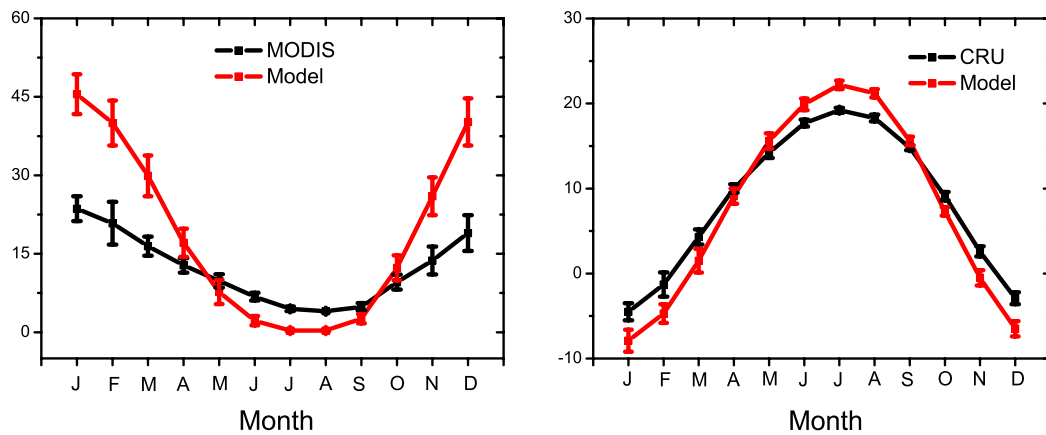 60
45
30
15
0
MODIS
Model
J F M A M J J A S O N D
Month
30
20
10
0
-10
CRU
Model
J F M A M J J A S O N D
Month